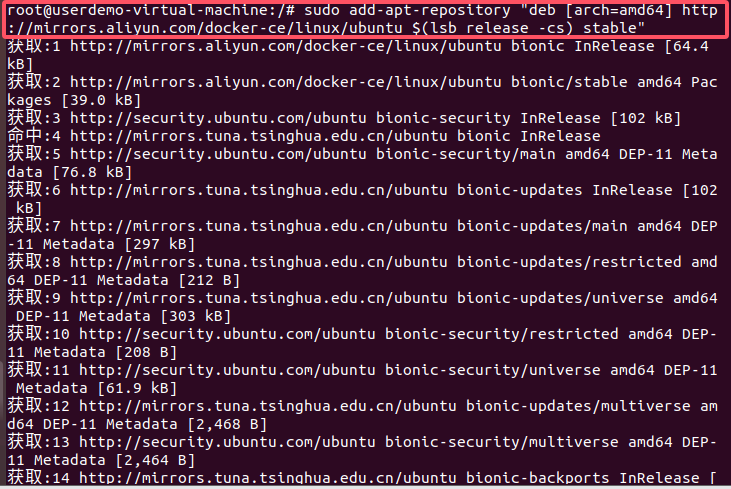 root@userdemo-virtual-machine:/# sudo add-apt-repository "deb [arch=amd64] http
://mirrors.aliyun.com/docker-ce/linux/ubuntu $(lsb_release -cs) stable"
获取:1 http://mirrors.aliyun.com/docker-ce/linux/ubuntu bionic InRelease [64.4
kB]
获取:2 http://mirrors.aliyun.com/docker-ce/linux/ubuntu bionic/stable amd64 Pac
kages [39.0 kB]
获取:3 http://security.ubuntu.com/ubuntu bionic-security InRelease [102 kB]
命中:4 http://mirrors.tuna.tsinghua.edu.cn/ubuntu bionic InRelease
获取:5 http://security.ubuntu.com/ubuntu bionic-security/main amd64 DEP-11 Meta
data [76.8 kB]
获取:6 http://mirrors.tuna.tsinghua.edu.cn/ubuntu bionic-updates InRelease [102
 kB]
获取:7 http://mirrors.tuna.tsinghua.edu.cn/ubuntu bionic-updates/main amd64 DEP
-11 Metadata [297 kB]
获取:8 http://mirrors.tuna.tsinghua.edu.cn/ubuntu bionic-updates/restricted amd
64 DEP-11 Metadata [212 B]
获取:9 http://mirrors.tuna.tsinghua.edu.cn/ubuntu bionic-updates/universe amd64
 DEP-11 Metadata [303 kB]
获取:10 http://security.ubuntu.com/ubuntu bionic-security/restricted amd64 DEP-
11 Metadata [208 B]
获取:11 http://security.ubuntu.com/ubuntu bionic-security/universe amd64 DEP-11
 Metadata [61.9 kB]
获取:12 http://mirrors.tuna.tsinghua.edu.cn/ubuntu bionic-updates/multiverse am
d64 DEP-11 Metadata [2,468 B]
获取:13 http://security.ubuntu.com/ubuntu bionic-security/multiverse amd64 DEP-
11 Metadata [2,464 B]
获取:14 http://mirrors.tuna.tsinghua.edu.cn/ubuntu bionic-backports InRelease [